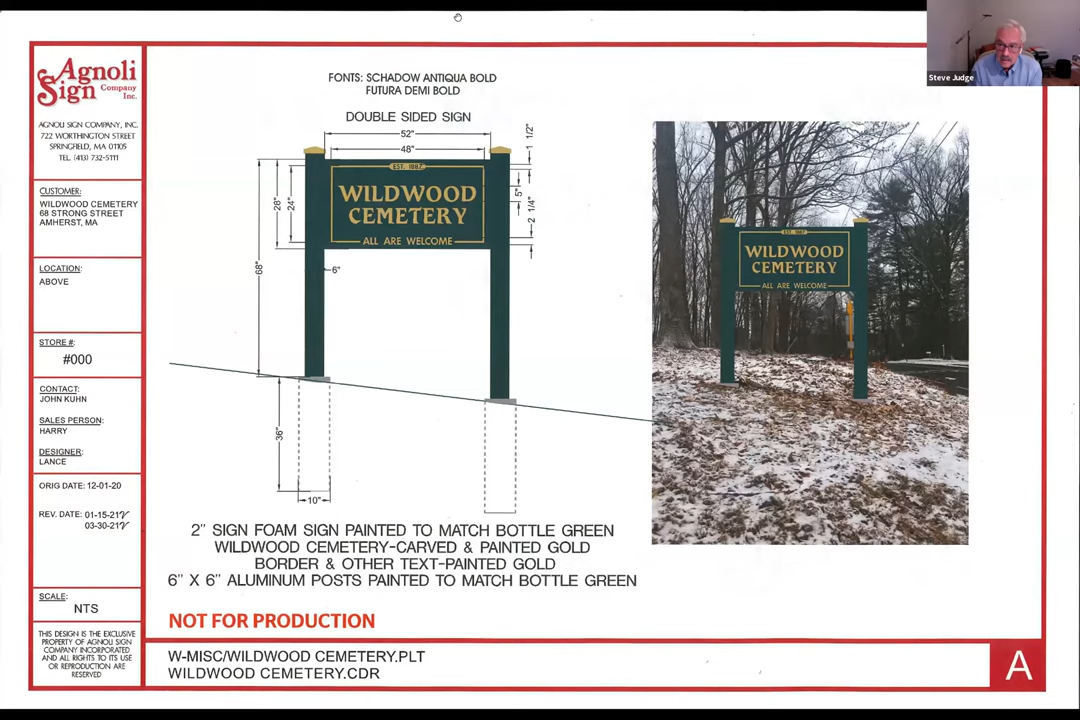 Steve Judge
Agnoli
Sign Company
Inc.
AGNOLI SIGN COMPANY, INC.
722 WORTHINGTON STREET
SPRINGFIELD, MA 01105
TEL. (413) 732-5111
CUSTOMER:
WILDWOOD CEMETERY
68 STRONG STREET
AMHERST, MA
LOCATION:
ABOVE
STORE #:
#000
CONTACT:
JOHN KUHN
SALES PERSON:
HARRY
DESIGNER:
LANCE
ORIG DATE: 12-01-20
REV. DATE: 01-15-21
03-30-21
SCALE:
NTS
THIS DESIGN IS THE EXCLUSIVE
PROPERTY OF AGNOLI SIGN
COMPANY INCORPORATED
AND ALL RIGHTS TO ITS USE
OR REPRODUCTION ARE
RESERVED
FONTS: SCHADOW ANTIQUA BOLD
FUTURA DEMI BOLD
DOUBLE SIDED SIGN
52"
48"
1 1/2"
28"
24"
5"
2 1/4"
68"
6"
36"
10"
EST. 1887
WILDWOOD
CEMETERY
ALL ARE WELCOME
EST. 1887
WILDWOOD
CEMETERY
ALL ARE WELCOME
2" SIGN FOAM SIGN PAINTED TO MATCH BOTTLE GREEN
WILDWOOD CEMETERY-CARVED & PAINTED GOLD
BORDER & OTHER TEXT-PAINTED GOLD
6" X 6" ALUMINUM POSTS PAINTED TO MATCH BOTTLE GREEN
NOT FOR PRODUCTION
W-MISC/WILDWOOD CEMETERY.PLT
WILDWOOD CEMETERY.CDR
A